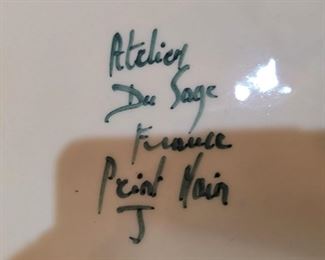 Atelier
Du Sage
France
Peint Main
J